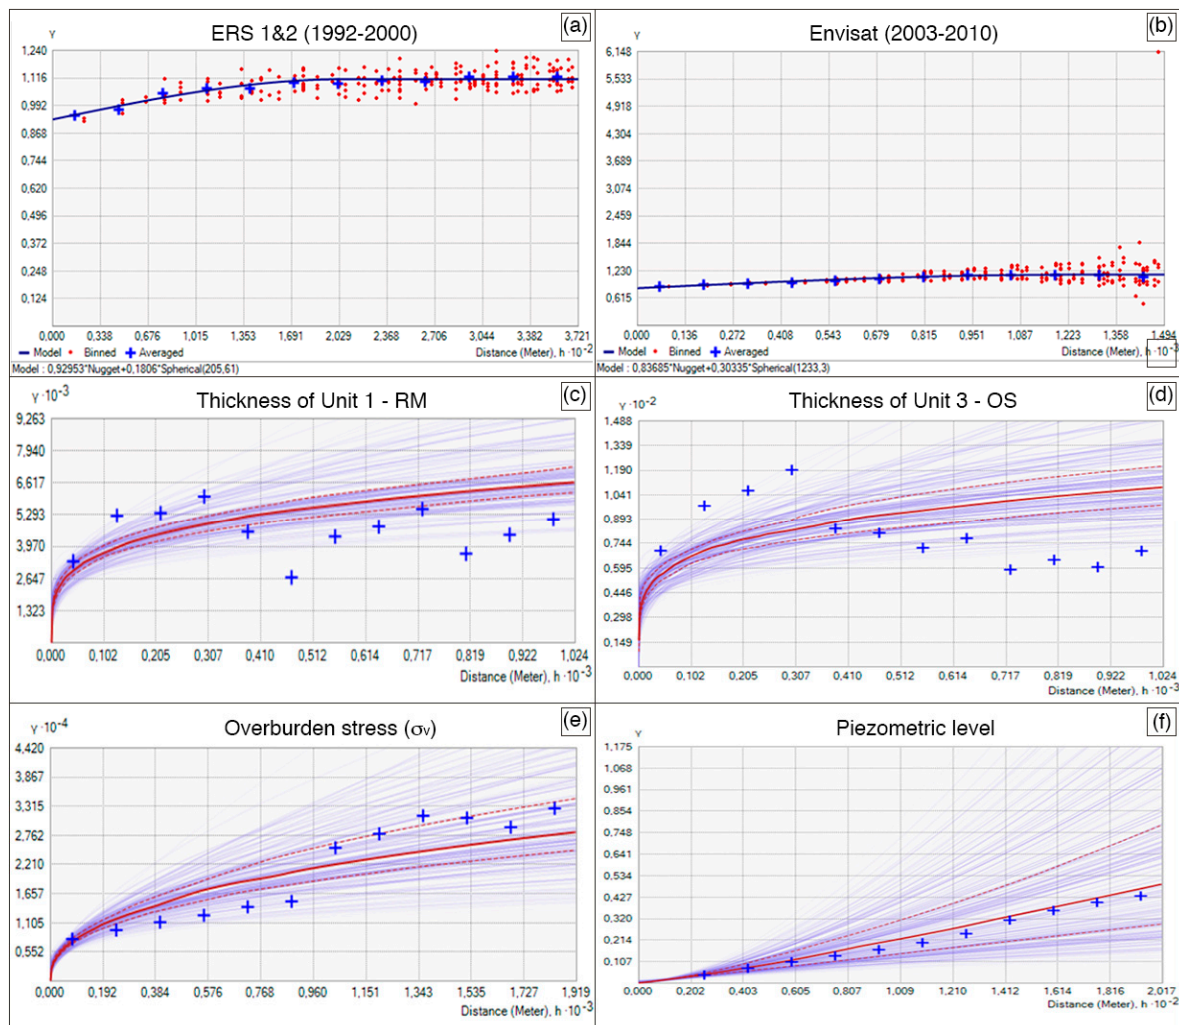 ERS 1&2 (1992-2000)
(a)
γ
1,240
1,116
0,992
0,868
0,744
0,620
0,496
0,372
0,248
0,124
0,000 0,338 0,676 1,015 1,353 1,691 2,029 2,368 2,706 3,044 3,382 3,721
Distance (Meter), h · 10⁻²
Model Binned Averaged
Model : 0,92953*Nugget+0,1806*Spherical(205,61)
Envisat (2003-2010)
(b)
γ
6,148
5,533
4,918
4,304
3,689
3,074
2,459
1,844
1,230
0,615
0,000 0,136 0,272 0,408 0,543 0,679 0,815 0,951 1,087 1,223 1,358 1,494
Distance (Meter), h · 10⁻³
Model Binned Averaged
Model : 0,83685*Nugget+0,30335*Spherical(1233,3)
Thickness of Unit 1 - RM
(c)
γ · 10⁻³
9,263
7,940
6,617
5,293
3,970
2,647
1,323
0,000 0,102 0,205 0,307 0,410 0,512 0,614 0,717 0,819 0,922 1,024
Distance (Meter), h · 10⁻³
Thickness of Unit 3 - OS
(d)
γ · 10⁻²
1,488
1,339
1,190
1,041
0,893
0,744
0,595
0,446
0,298
0,149
0,000 0,102 0,205 0,307 0,410 0,512 0,614 0,717 0,819 0,922 1,024
Distance (Meter), h · 10⁻³
Overburden stress (σᵥ)
(e)
γ · 10⁻⁴
4,420
3,867
3,315
2,762
2,210
1,657
1,105
0,552
0,000 0,192 0,384 0,576 0,768 0,960 1,151 1,343 1,535 1,727 1,919
Distance (Meter), h · 10⁻³
Piezometric level
(f)
γ
1,175
1,068
0,961
0,854
0,748
0,641
0,534
0,427
0,320
0,214
0,107
0,000 0,202 0,403 0,605 0,807 1,009 1,412 1,614 1,816 2,017
Distance (Meter), h · 10⁻²